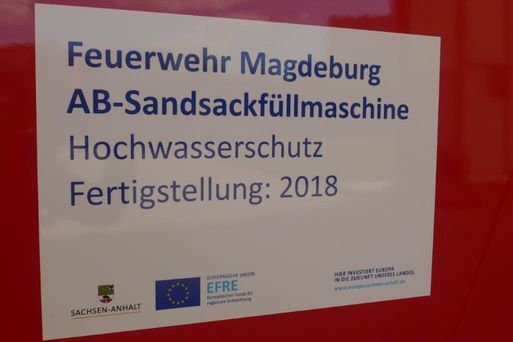 Feuerwehr Magdeburg
AB-Sandsackfüllmaschine
Hochwasserschutz
Fertigstellung: 2018
SACHSEN-ANHALT
EUROPÄISCHE UNION
EFRE
Europäischer Fonds für
regionale Entwicklung
HIER INVESTIERT EUROPA
IN DIE ZUKUNFT UNSERES LANDES.
www.europa.sachsen-anhalt.de